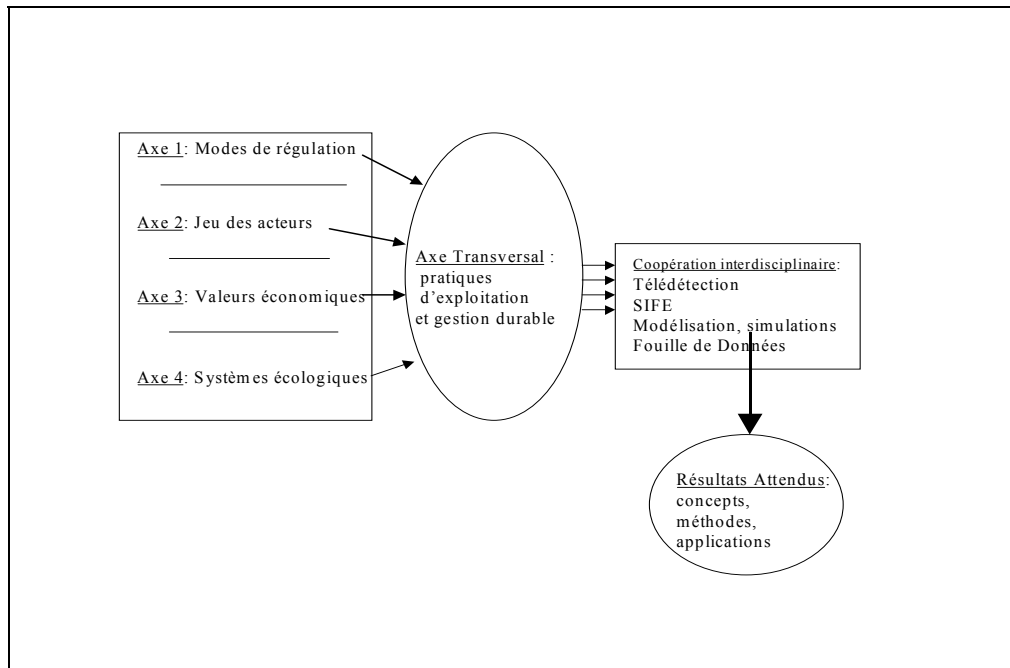 Axe 1: Modes de régulation
Axe 2: Jeu des acteurs
Axe 3: Valeurs économiques
Axe 4: Systèmes écologiques
Axe Transversal :
pratiques
d'exploitation
et gestion durable
Coopération interdisciplinaire:
Télédétection
SIFE
Modélisation, simulations
Fouille de Données
Résultats Attendus:
concepts,
méthodes,
applications